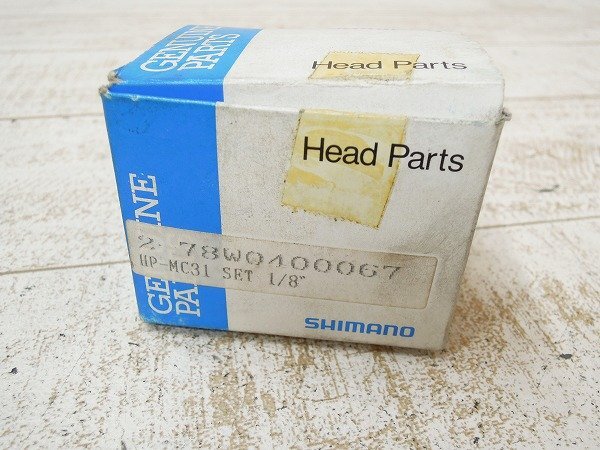 GENUINE
PARTS
Head Parts
Head Parts
GENUINE
PARTS
2 78W0400067
HP-MC31 SET 1/8"
SHIMANO